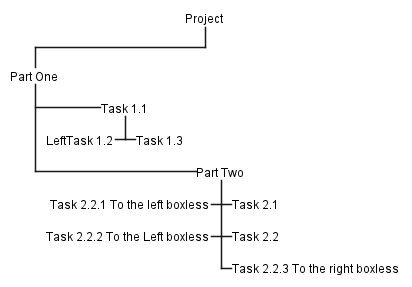 Project
Part One
Task 1.1
LeftTask 1.2 Task 1.3
Part Two
Task 2.2.1 To the left boxless Task 2.1
Task 2.2.2 To the Left boxless Task 2.2
Task 2.2.3 To the right boxless